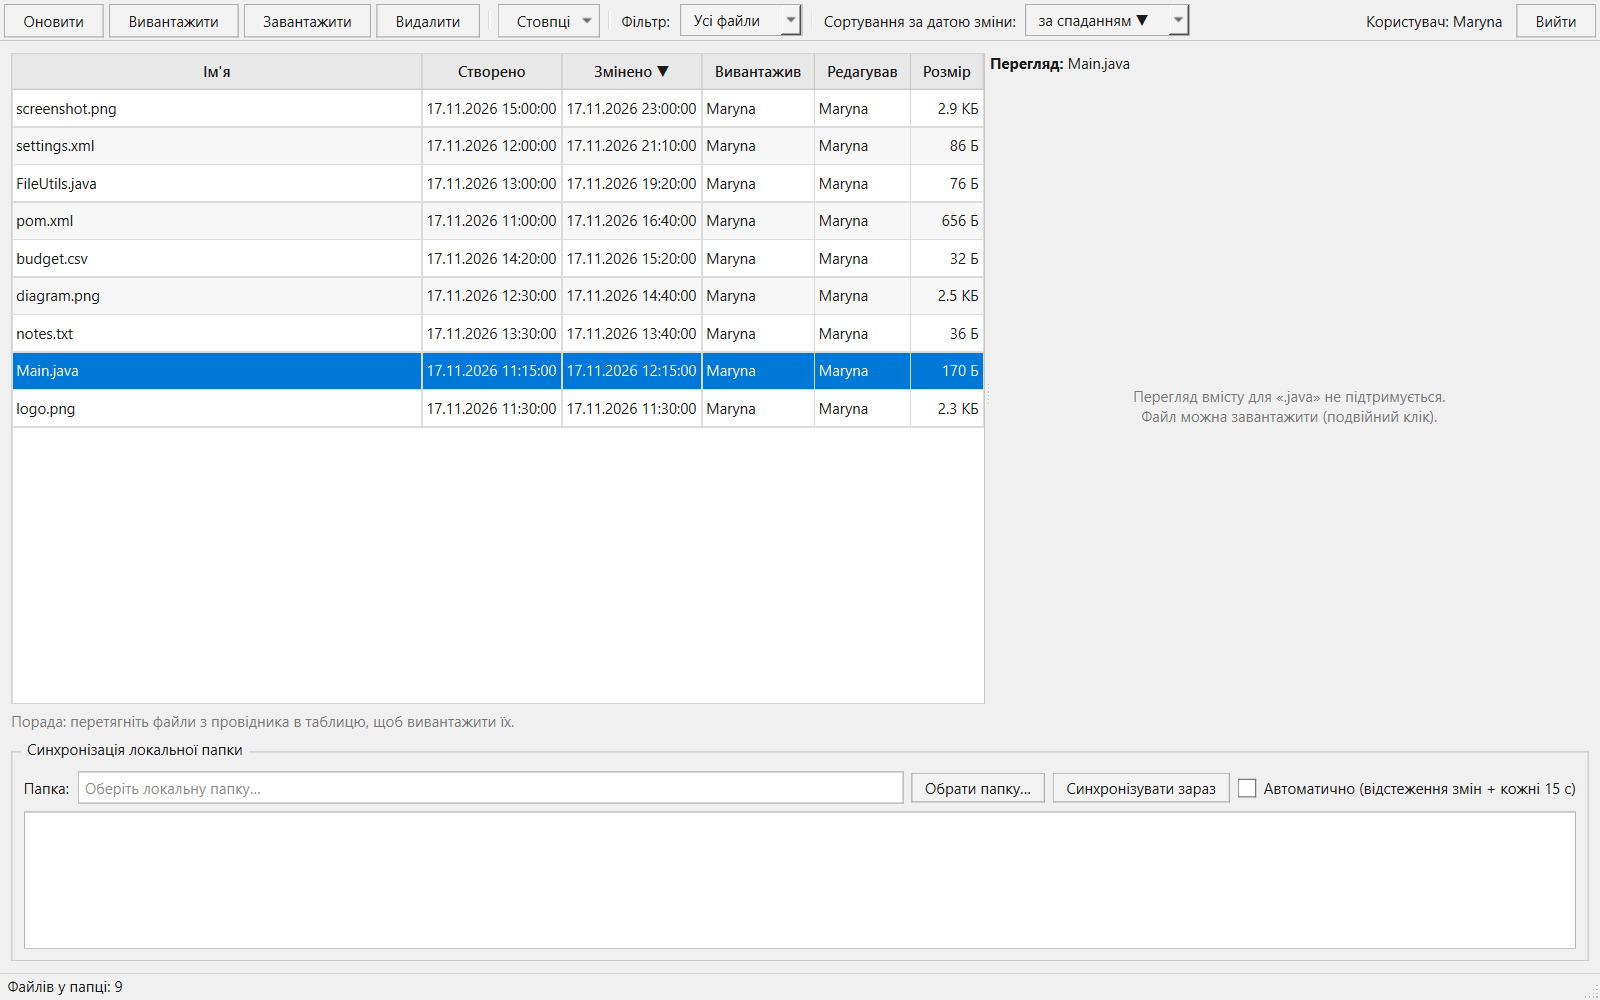 Оновити Вивантажити Завантажити Видалити Стовпці Фільтр: Усі файли Сортування за датою зміни: за спаданням ▼ Користувач: Maryna Вийти
Ім'я Створено Змінено ▼ Вивантажив Редагував Розмір
Перегляд: Main.java
screenshot.png 17.11.2026 15:00:00 17.11.2026 23:00:00 Maryna Maryna 2.9 КБ
settings.xml 17.11.2026 12:00:00 17.11.2026 21:10:00 Maryna Maryna 86 Б
FileUtils.java 17.11.2026 13:00:00 17.11.2026 19:20:00 Maryna Maryna 76 Б
pom.xml 17.11.2026 11:00:00 17.11.2026 16:40:00 Maryna Maryna 656 Б
budget.csv 17.11.2026 14:20:00 17.11.2026 15:20:00 Maryna Maryna 32 Б
diagram.png 17.11.2026 12:30:00 17.11.2026 14:40:00 Maryna Maryna 2.5 КБ
notes.txt 17.11.2026 13:30:00 17.11.2026 13:40:00 Maryna Maryna 36 Б
Main.java 17.11.2026 11:15:00 17.11.2026 12:15:00 Maryna Maryna 170 Б
logo.png 17.11.2026 11:30:00 17.11.2026 11:30:00 Maryna Maryna 2.3 КБ
Перегляд вмісту для «.java» не підтримується.
Файл можна завантажити (подвійний клік).
Порада: перетягніть файли з провідника в таблицю, щоб вивантажити їх.
Синхронізація локальної папки
Папка: Оберіть локальну папку... Обрати папку... Синхронізувати зараз Автоматично (відстеження змін + кожні 15 с)
Файлів у папці: 9